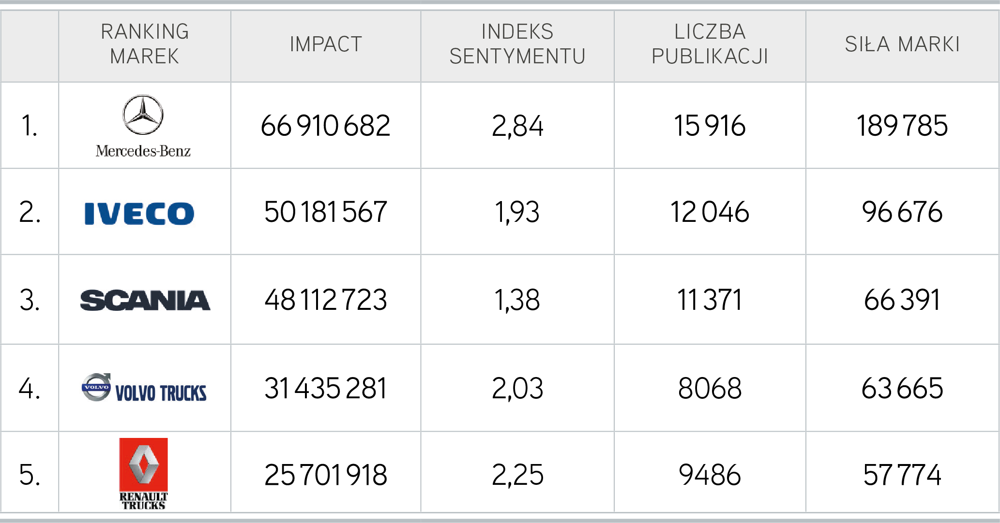 RANKING
MAREK
IMPACT
INDEKS
SENTYMENTU
LICZBA
PUBLIKACJI
SIŁA MARKI
1.
Mercedes-Benz
66 910 682
2,84
15 916
189 785
2.
IVECO
50 181 567
1,93
12 046
96 676
3.
SCANIA
48 112 723
1,38
11 371
66 391
4.
VOLVO
VOLVO TRUCKS
31 435 281
2,03
8068
63 665
5.
RENAULT
TRUCKS
25 701 918
2,25
9486
57 774